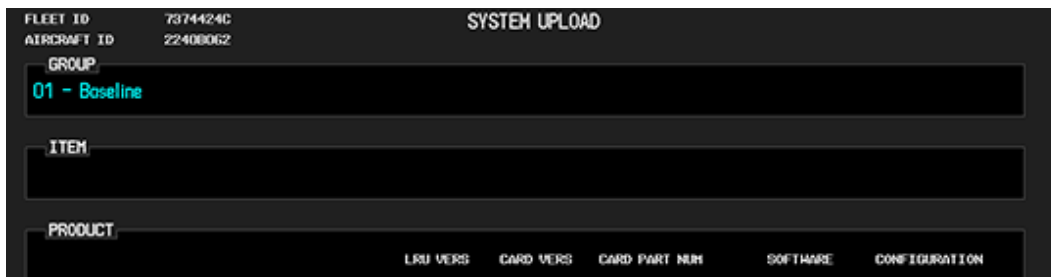 FLEET ID 7374424C SYSTEM UPLOAD
AIRCRAFT ID 2240B062
GROUP
01 - Baseline
ITEM
PRODUCT
LRU VERS CARD VERS CARD PART NUM SOFTWARE CONFIGURATION